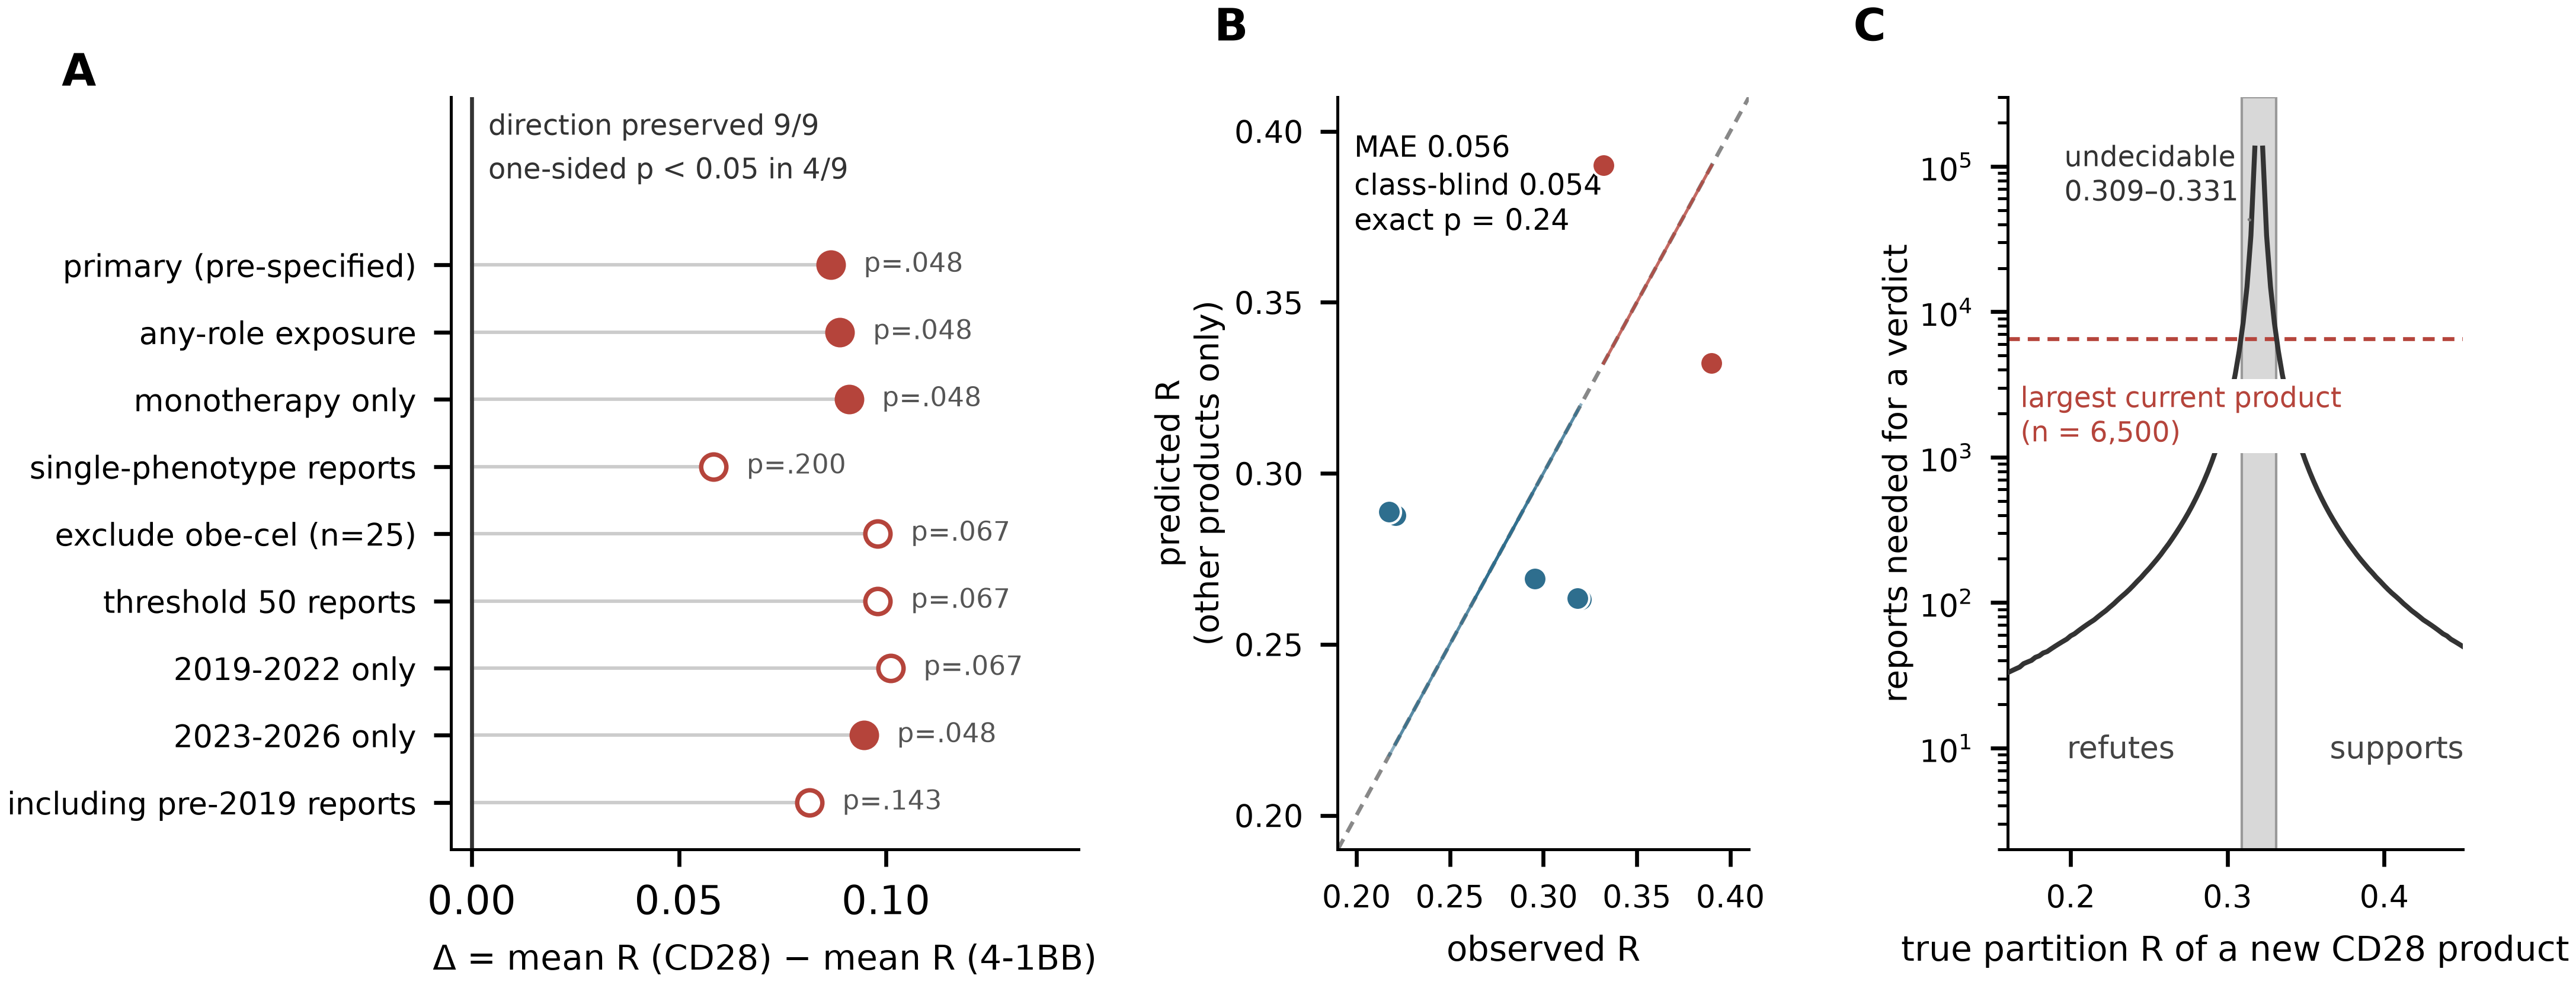 A
direction preserved 9/9
one-sided p < 0.05 in 4/9
primary (pre-specified)
p=.048
any-role exposure
p=.048
monotherapy only
p=.048
single-phenotype reports
p=.200
exclude obe-cel (n=25)
p=.067
threshold 50 reports
p=.067
2019-2022 only
p=.067
2023-2026 only
p=.048
including pre-2019 reports
p=.143
0.00
0.05
0.10
Δ = mean R (CD28) − mean R (4-1BB)
B
MAE 0.056
class-blind 0.054
exact p = 0.24
predicted R
(other products only)
0.40
0.35
0.30
0.25
0.20
0.20
0.25
0.30
0.35
0.40
observed R
C
undecidable
0.309–0.331
reports needed for a verdict
10⁵
10⁴
10³
10²
10¹
largest current product
(n = 6,500)
refutes
supports
0.2
0.3
0.4
true partition R of a new CD28 product